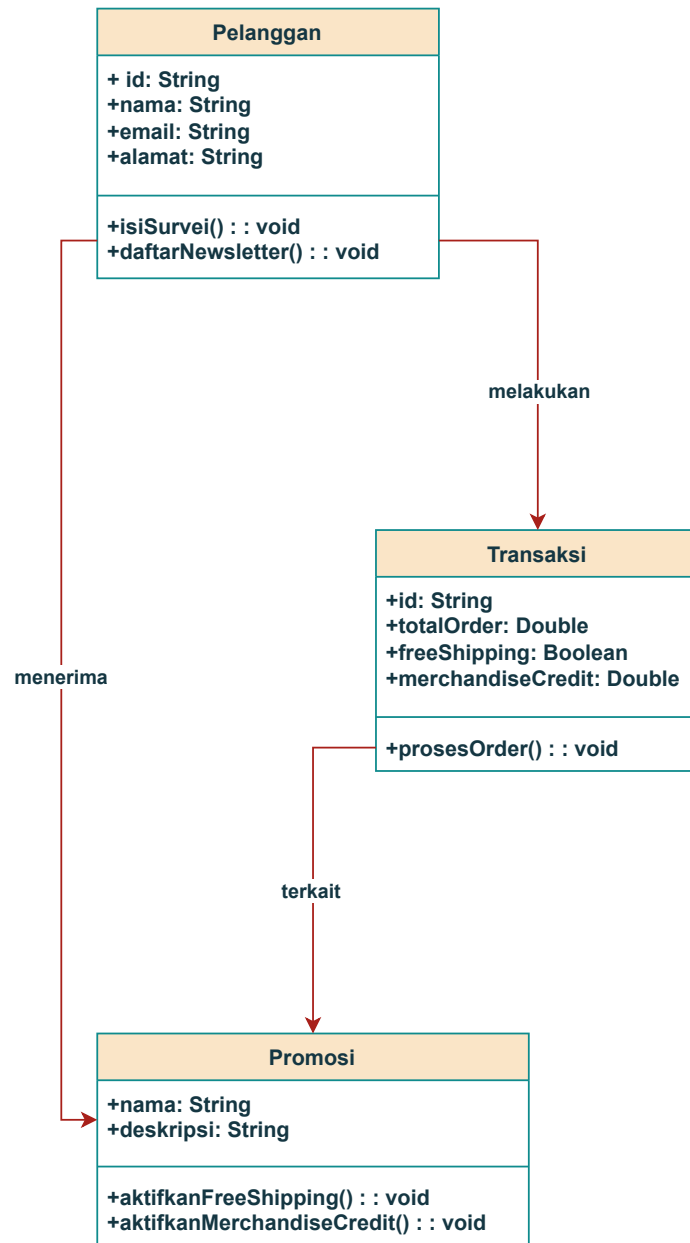 Pelanggan
+ id: String
+nama: String
+email: String
+alamat: String
+isiSurvei() : : void
+daftarNewsletter() : : void
melakukan
Transaksi
+id: String
+totalOrder: Double
+freeShipping: Boolean
+merchandiseCredit: Double
+prosesOrder() : : void
menerima
terkait
Promosi
+nama: String
+deskripsi: String
+aktifkanFreeShipping() : : void
+aktifkanMerchandiseCredit() : : void